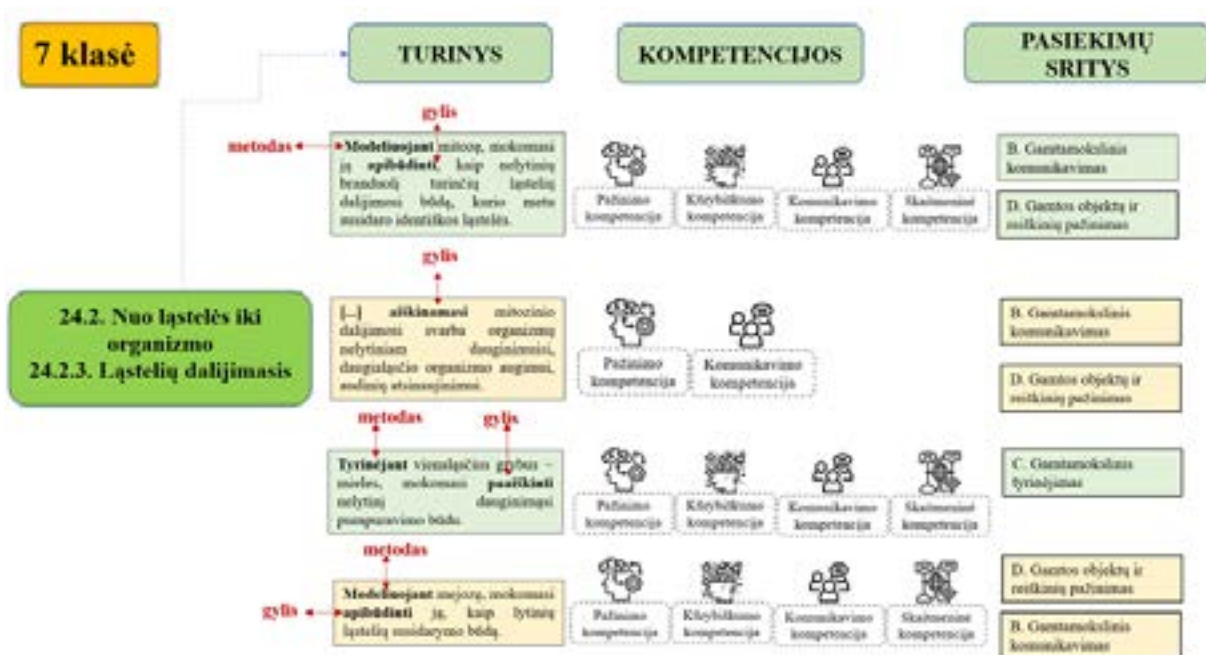 7 klasė
TURINYS
KOMPETENCIJOS
PASIEKIMŲ
SRITYS
gylis
metodas
Modeliuojant mitozę, mokomasi
ją apibūdinti, kaip nelytinių
branduolį turinčių ląstelių
dalijimosi būdą, kurio metu
susidaro identiškos ląstelės.
Pažinimo
kompetencija
Kūrybiškumo
kompetencija
Komunikavimo
kompetencija
Skaitmeninė
kompetencija
B. Gamtamokslinis
komunikavimas
D. Gamtos objektų ir
reiškinių pažinimas
24.2. Nuo ląstelės iki
organizmo
24.2.3. Ląstelių dalijimasis
gylis
[...] aiškinamasi mitozinio
dalijimosi svarba organizmų
nelytiniam dauginimuisi,
daugialąsčio organizmo augimui,
audinių atsinaujinimui.
Pažinimo
kompetencija
Komunikavimo
kompetencija
B. Gamtamokslinis
komunikavimas
D. Gamtos objektų ir
reiškinių pažinimas
metodas
gylis
Tyrinėjant vienaląsčius grybus –
mieles, mokomasi paaiškinti
nelytinį dauginimąsi
pumpuravimo būdu.
Pažinimo
kompetencija
Kūrybiškumo
kompetencija
Komunikavimo
kompetencija
Skaitmeninė
kompetencija
C. Gamtamokslinis
tyrinėjimas
metodas
gylis
Modeliuojant mejozę, mokomasi
apibūdinti ją, kaip lytinių
ląstelių susidarymo būdą.
Pažinimo
kompetencija
Kūrybiškumo
kompetencija
Komunikavimo
kompetencija
Skaitmeninė
kompetencija
D. Gamtos objektų ir
reiškinių pažinimas
B. Gamtamokslinis
komunikavimas